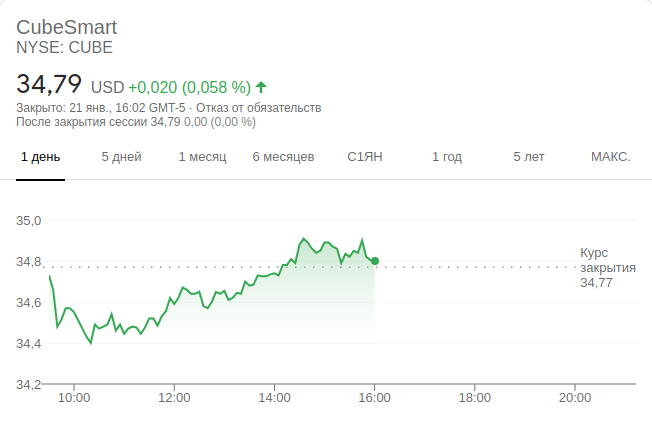 CubeSmart
NYSE: CUBE
34,79 USD +0,020 (0,058 %)
Закрыто: 21 янв., 16:02 GMT-5 · Отказ от обязательств
После закрытия сессии 34,79 0,00 (0,00 %)
1 день 5 дней 1 месяц 6 месяцев С1ЯН 1 год 5 лет МАКС.
35,0
34,8
34,6
34,4
34,2
Курс
закрытия
34,77
10:00 12:00 14:00 16:00 18:00 20:00